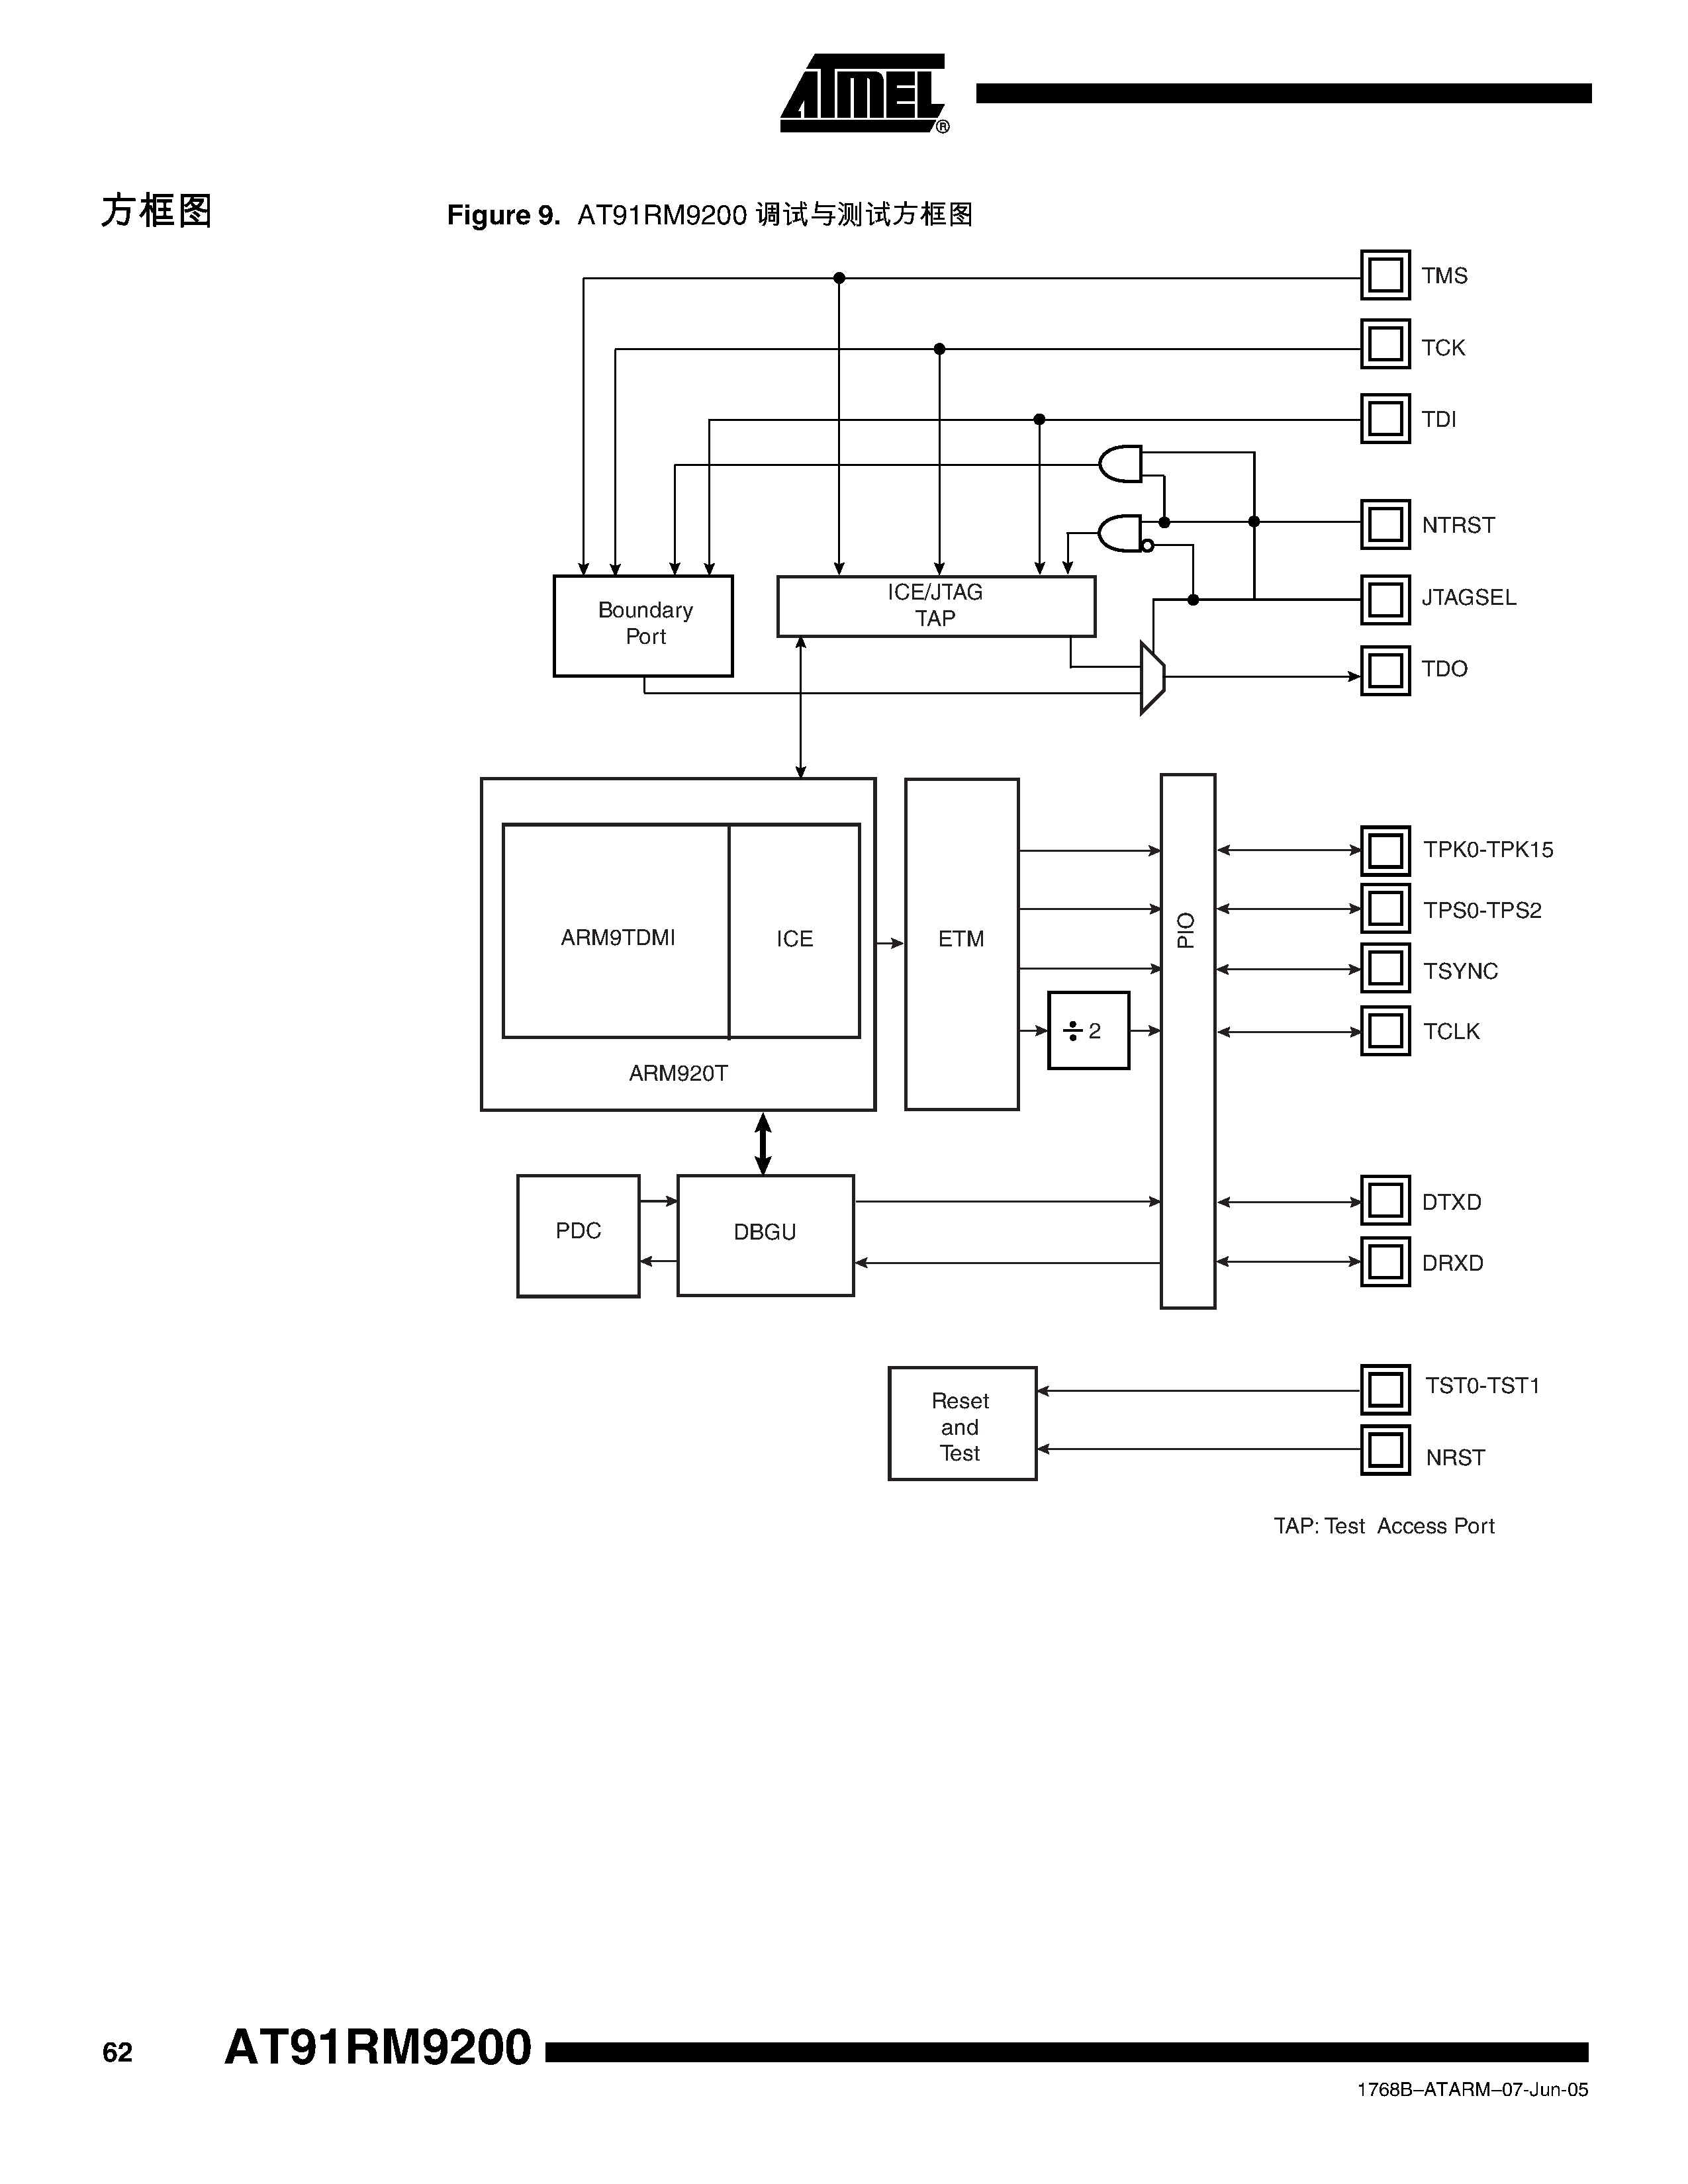 ATMEL®
方框图
Figure 9. AT91RM9200 调试与测试方框图
TMS
TCK
TDI
NTRST
JTAGSEL
TDO
Boundary
Port
ICE/JTAG
TAP
TPK0-TPK15
TPS0-TPS2
TSYNC
TCLK
ARM9TDMI
ICE
ETM
PIO
÷ 2
ARM920T
PDC
DBGU
DTXD
DRXD
Reset
and
Test
TST0-TST1
NRST
TAP: Test Access Port
62
AT91RM9200
1768B–ATARM–07-Jun-05